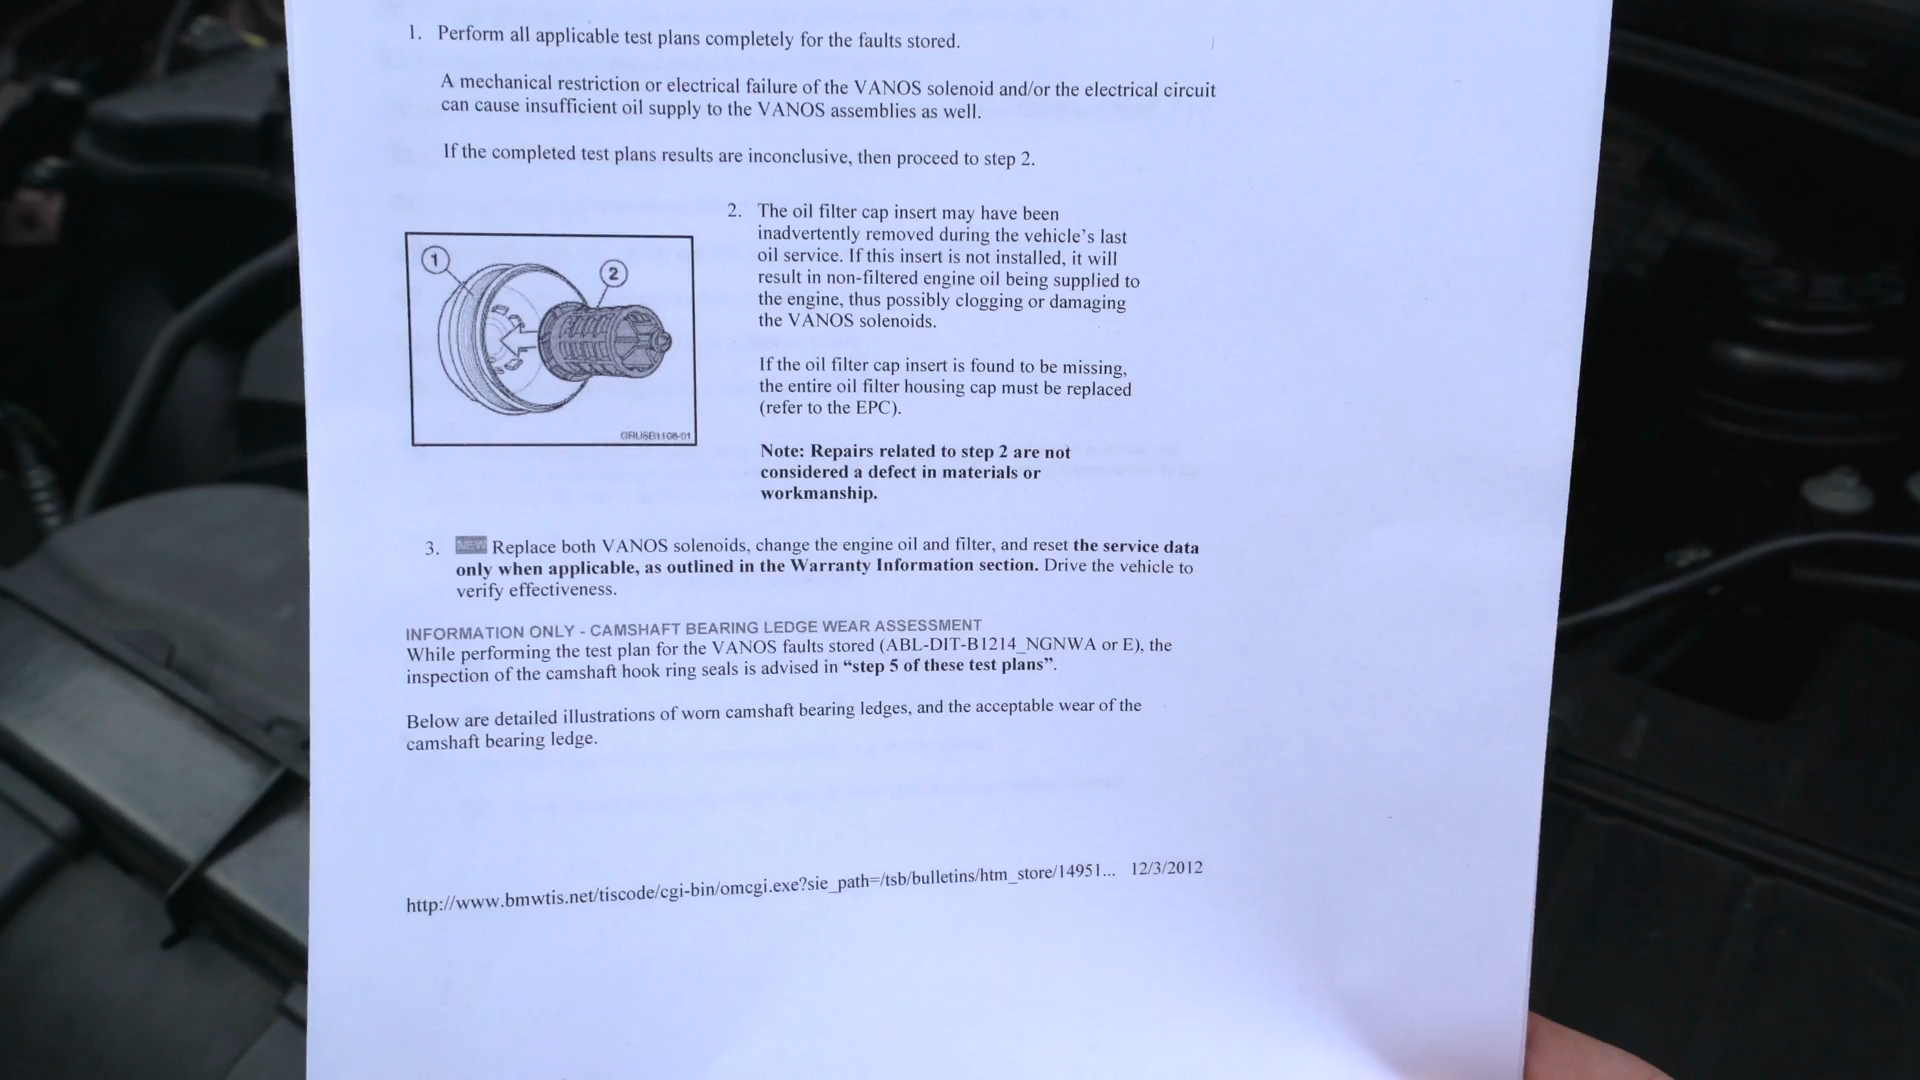 1. Perform all applicable test plans completely for the faults stored.
A mechanical restriction or electrical failure of the VANOS solenoid and/or the electrical circuit
can cause insufficient oil supply to the VANOS assemblies as well.
If the completed test plans results are inconclusive, then proceed to step 2.
1
2
GRUSB1108-01
2. The oil filter cap insert may have been
inadvertently removed during the vehicle's last
oil service. If this insert is not installed, it will
result in non-filtered engine oil being supplied to
the engine, thus possibly clogging or damaging
the VANOS solenoids.
If the oil filter cap insert is found to be missing,
the entire oil filter housing cap must be replaced
(refer to the EPC).
Note: Repairs related to step 2 are not
considered a defect in materials or
workmanship.
3. NEW Replace both VANOS solenoids, change the engine oil and filter, and reset the service data
only when applicable, as outlined in the Warranty Information section. Drive the vehicle to
verify effectiveness.
INFORMATION ONLY - CAMSHAFT BEARING LEDGE WEAR ASSESSMENT
While performing the test plan for the VANOS faults stored (ABL-DIT-B1214_NGNWA or E), the
inspection of the camshaft hook ring seals is advised in “step 5 of these test plans”.
Below are detailed illustrations of worn camshaft bearing ledges, and the acceptable wear of the
camshaft bearing ledge.
http://www.bmwtis.net/tiscode/cgi-bin/omcgi.exe?sie_path=/tsb/bulletins/htm_store/14951... 12/3/2012